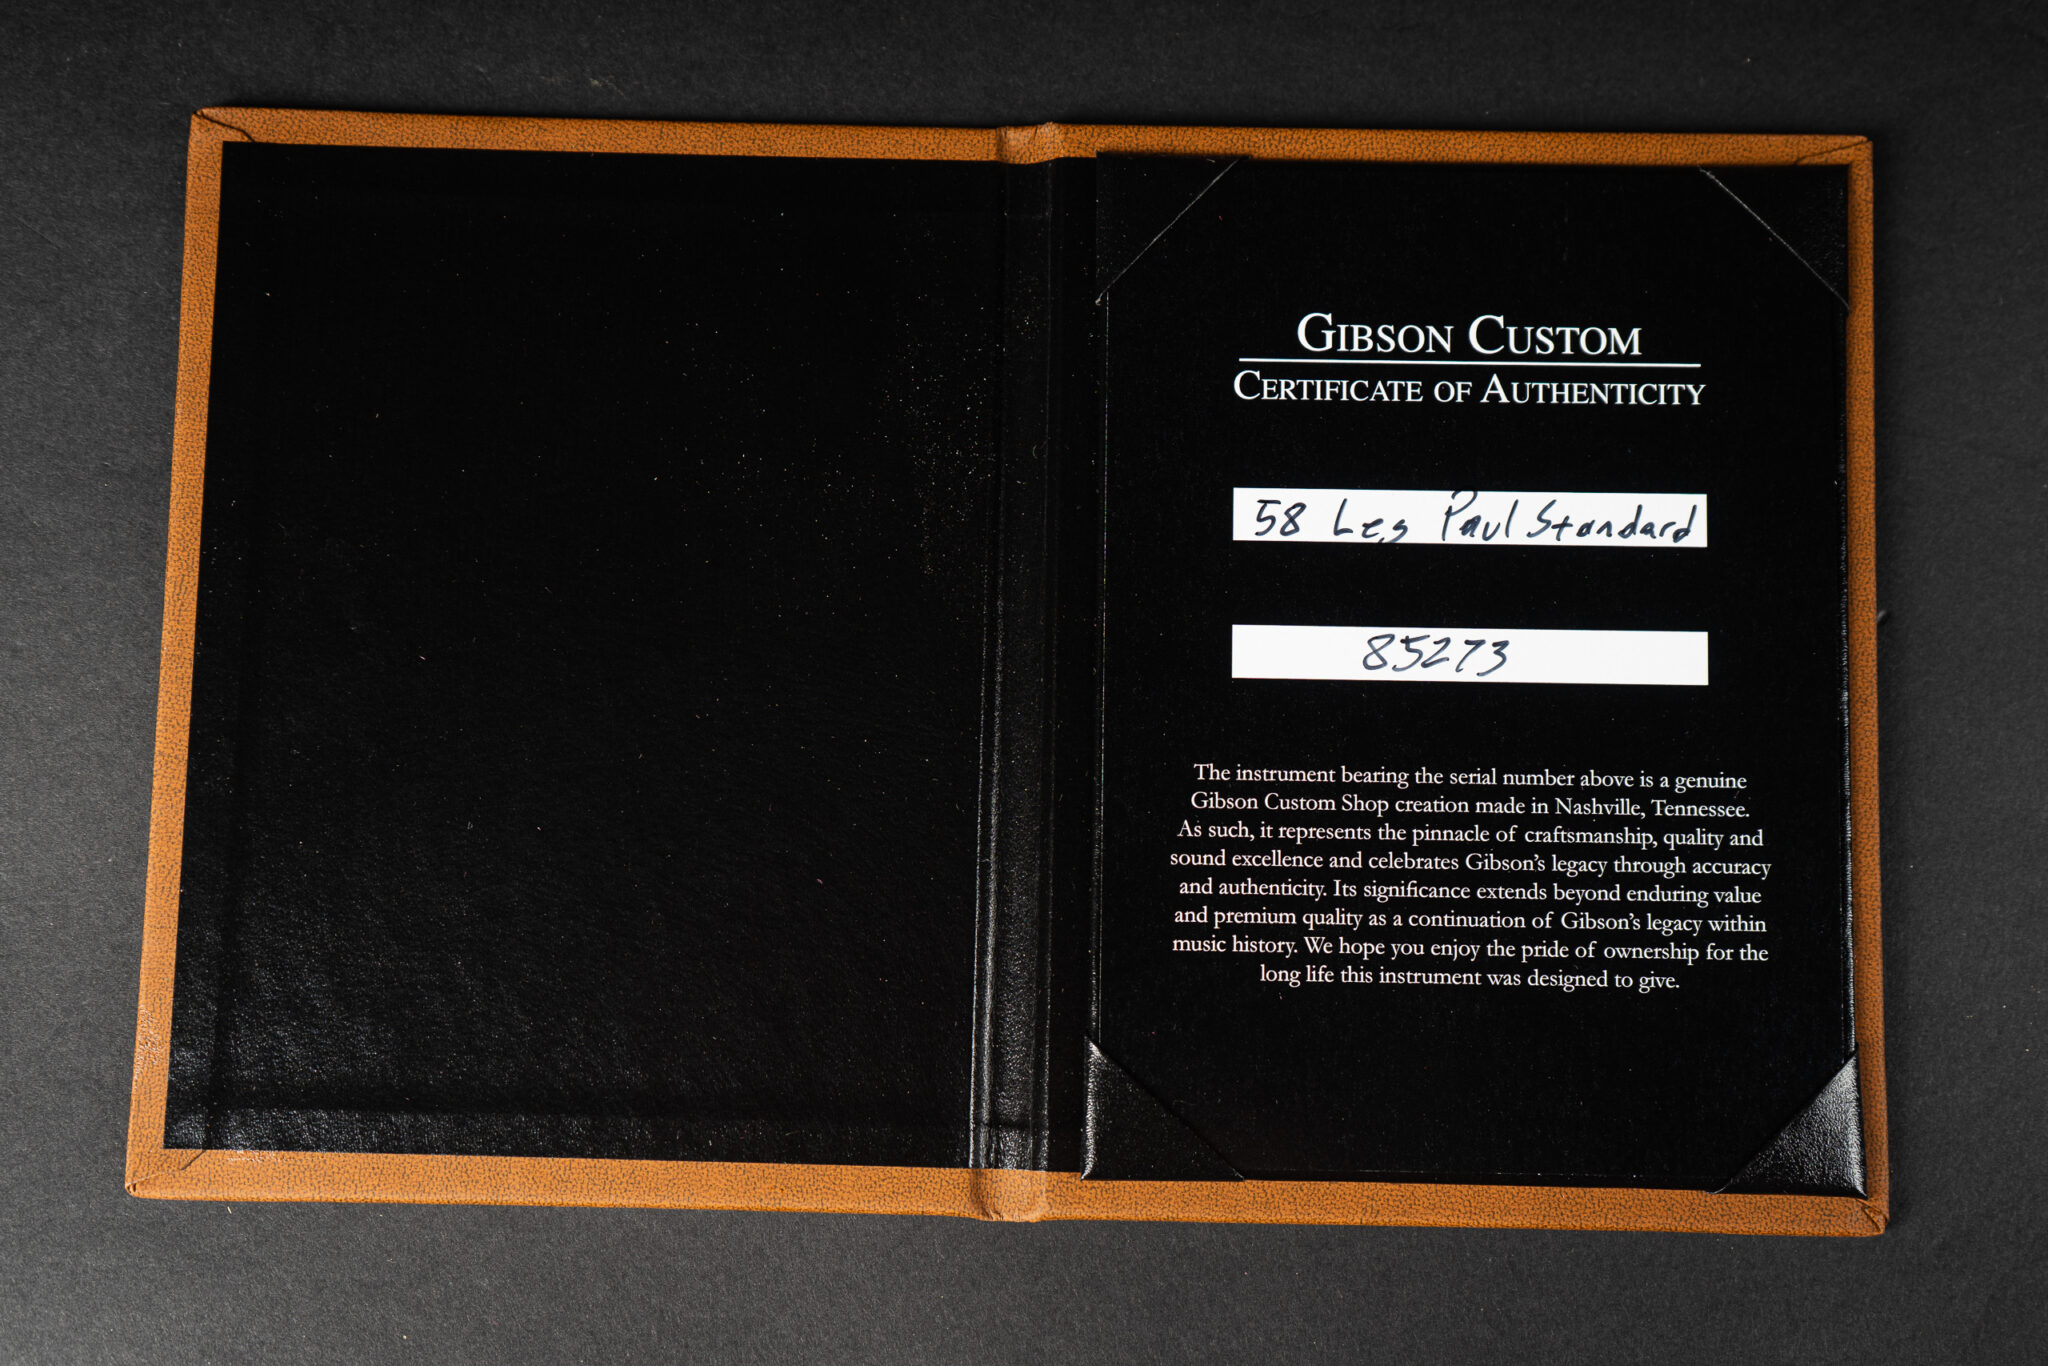 GIBSON CUSTOM
CERTIFICATE OF AUTHENTICITY
58 Les Paul Standard
85273
The instrument bearing the serial number above is a genuine
Gibson Custom Shop creation made in Nashville, Tennessee.
As such, it represents the pinnacle of craftsmanship, quality and
sound excellence and celebrates Gibson's legacy through accuracy
and authenticity. Its significance extends beyond enduring value
and premium quality as a continuation of Gibson's legacy within
music history. We hope you enjoy the pride of ownership for the
long life this instrument was designed to give.